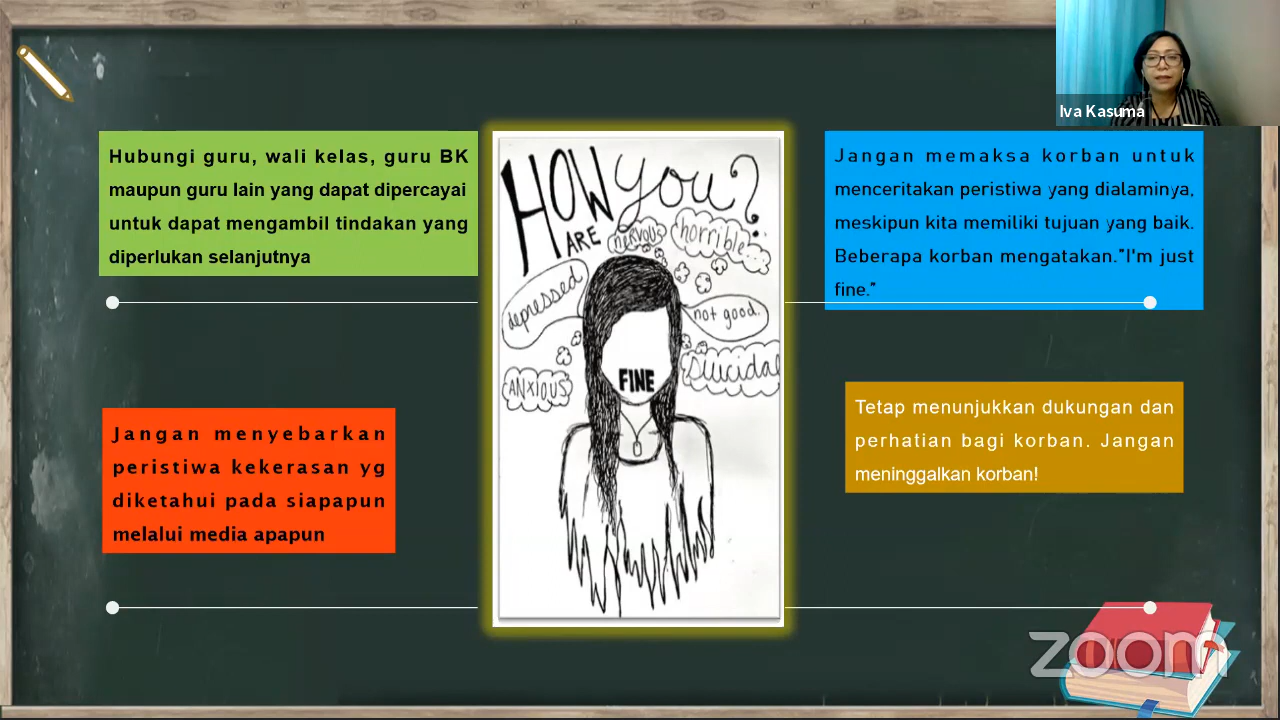 Iva Kasuma
Hubungi guru, wali kelas, guru BK
maupun guru lain yang dapat dipercayai
untuk dapat mengambil tindakan yang
diperlukan selanjutnya
HOW
ARE
you?
nervous
horrible...
depressed
not good.
ANXIOUS
Suicidal
FINE
Jangan memaksa korban untuk
menceritakan peristiwa yang dialaminya,
meskipun kita memiliki tujuan yang baik.
Beberapa korban mengatakan."I'm just
fine."
Jangan menyebarkan
peristiwa kekerasan yg
diketahui pada siapapun
melalui media apapun
Tetap menunjukkan dukungan dan
perhatian bagi korban. Jangan
meninggalkan korban!
zoom